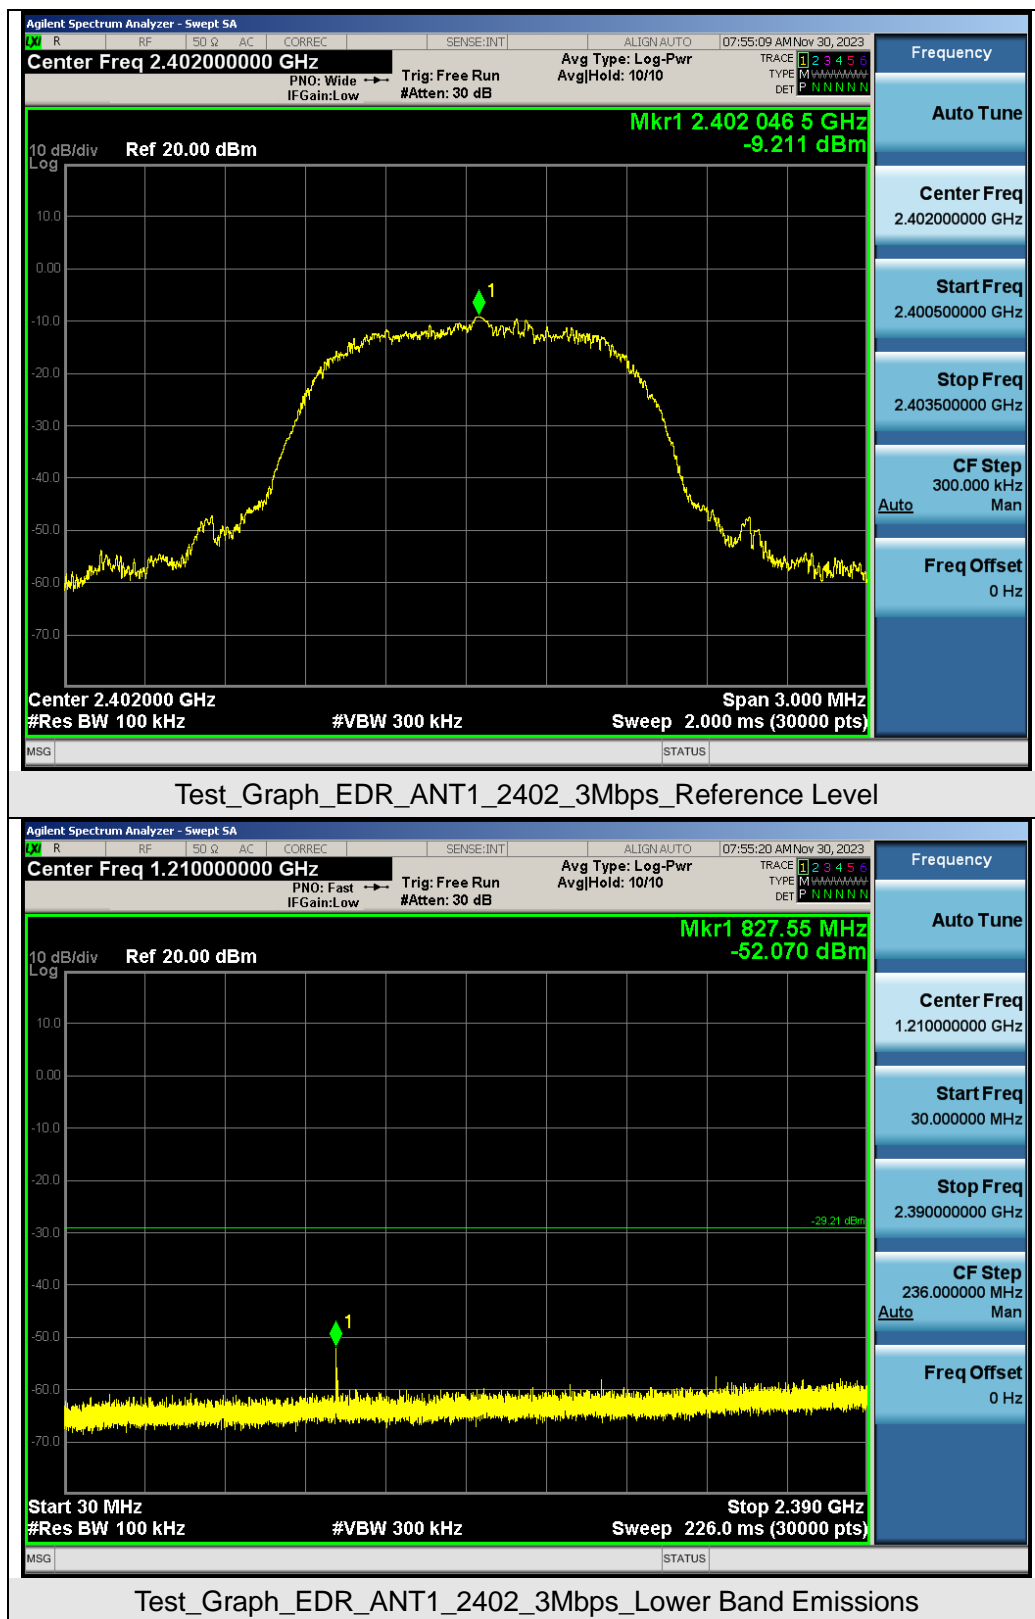 Agilent Spectrum Analyzer - Swept SA
LXI R RF 50 Ω AC CORREC SENSE:INT ALIGN AUTO 07:55:09 AM Nov 30, 2023
Center Freq 2.402000000 GHz
PNO: Wide
IFGain:Low
Trig: Free Run
#Atten: 30 dB
Avg Type: Log-Pwr
Avg|Hold: 10/10
TRACE 1 2 3 4 5 6
TYPE M
DET P N N N N N
Mkr1 2.402 046 5 GHz
-9.211 dBm
10 dB/div Ref 20.00 dBm
Log
10.0
0.00
-10.0
-20.0
-30.0
-40.0
-50.0
-60.0
-70.0
1
Center 2.402000 GHz Span 3.000 MHz
#Res BW 100 kHz #VBW 300 kHz Sweep 2.000 ms (30000 pts)
MSG STATUS
Frequency
Auto Tune
Center Freq
2.402000000 GHz
Start Freq
2.400500000 GHz
Stop Freq
2.403500000 GHz
CF Step
300.000 kHz
Auto Man
Freq Offset
0 Hz
Test_Graph_EDR_ANT1_2402_3Mbps_Reference Level
Agilent Spectrum Analyzer - Swept SA
LXI R RF 50 Ω AC CORREC SENSE:INT ALIGN AUTO 07:55:20 AM Nov 30, 2023
Center Freq 1.210000000 GHz
PNO: Fast
IFGain:Low
Trig: Free Run
#Atten: 30 dB
Avg Type: Log-Pwr
Avg|Hold: 10/10
TRACE 1 2 3 4 5 6
TYPE M
DET P N N N N N
Mkr1 827.55 MHz
-52.070 dBm
10 dB/div Ref 20.00 dBm
Log
10.0
0.00
-10.0
-20.0
-30.0
-40.0
-50.0
-60.0
-70.0
-29.21 dBm
1
Start 30 MHz Stop 2.390 GHz
#Res BW 100 kHz #VBW 300 kHz Sweep 226.0 ms (30000 pts)
MSG STATUS
Frequency
Auto Tune
Center Freq
1.210000000 GHz
Start Freq
30.000000 MHz
Stop Freq
2.390000000 GHz
CF Step
236.000000 MHz
Auto Man
Freq Offset
0 Hz
Test_Graph_EDR_ANT1_2402_3Mbps_Lower Band Emissions